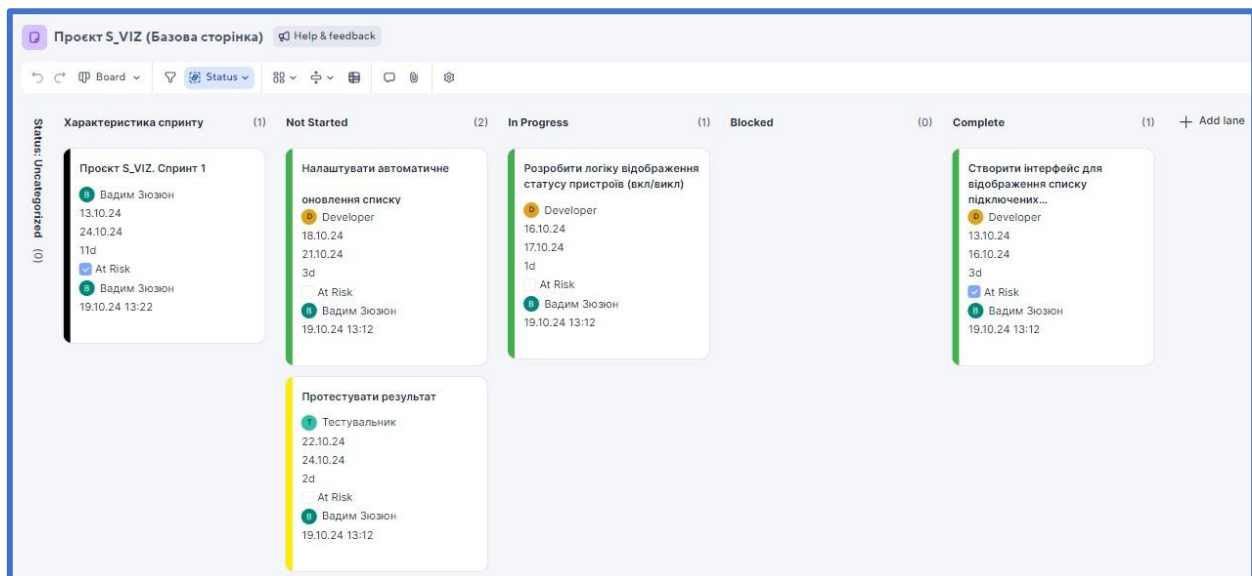 Проєкт S_VIZ (Базова сторінка)
Help & feedback
Board
Status
Status: Uncategorized (0)
Характеристика спринту (1)
Проєкт S_VIZ. Спринт 1
В Вадим Зюзюн
13.10.24
24.10.24
11d
At Risk
В Вадим Зюзюн
19.10.24 13:22
Not Started (2)
Налаштувати автоматичне
оновлення списку
D Developer
18.10.24
21.10.24
3d
At Risk
В Вадим Зюзюн
19.10.24 13:12
Протестувати результат
Т Тестувальник
22.10.24
24.10.24
2d
At Risk
В Вадим Зюзюн
19.10.24 13:12
In Progress (1)
Розробити логіку відображення
статусу пристроїв (вкл/викл)
D Developer
16.10.24
17.10.24
1d
At Risk
В Вадим Зюзюн
19.10.24 13:12
Blocked (0)
Complete (1)
Створити інтерфейс для
відображення списку
підключених...
D Developer
13.10.24
16.10.24
3d
At Risk
В Вадим Зюзюн
19.10.24 13:12
+ Add lane